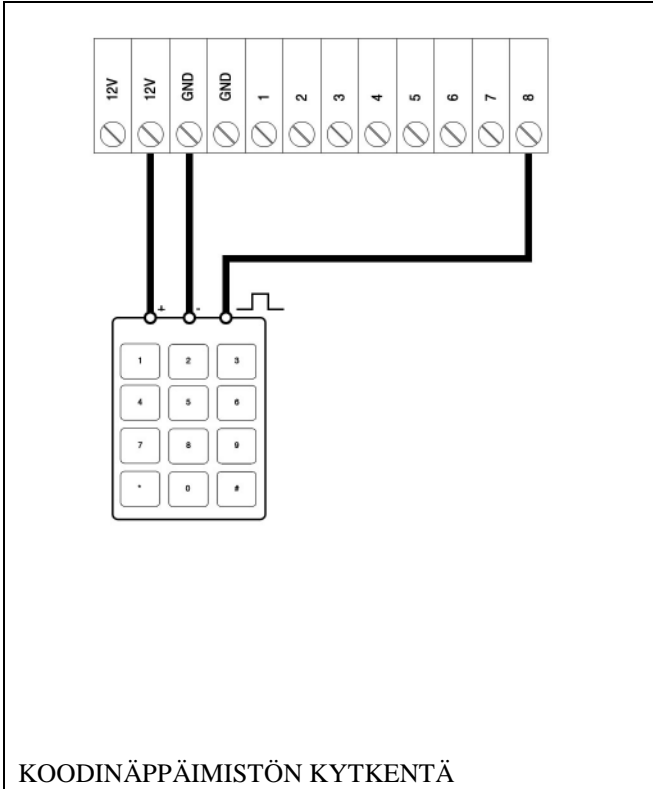 12V 12V GND GND 1 2 3 4 5 6 7 8
+ -
1 2 3
4 5 6
7 8 9
* 0 #
KOODINÄPPÄIMISTÖN KYTKENTÄ